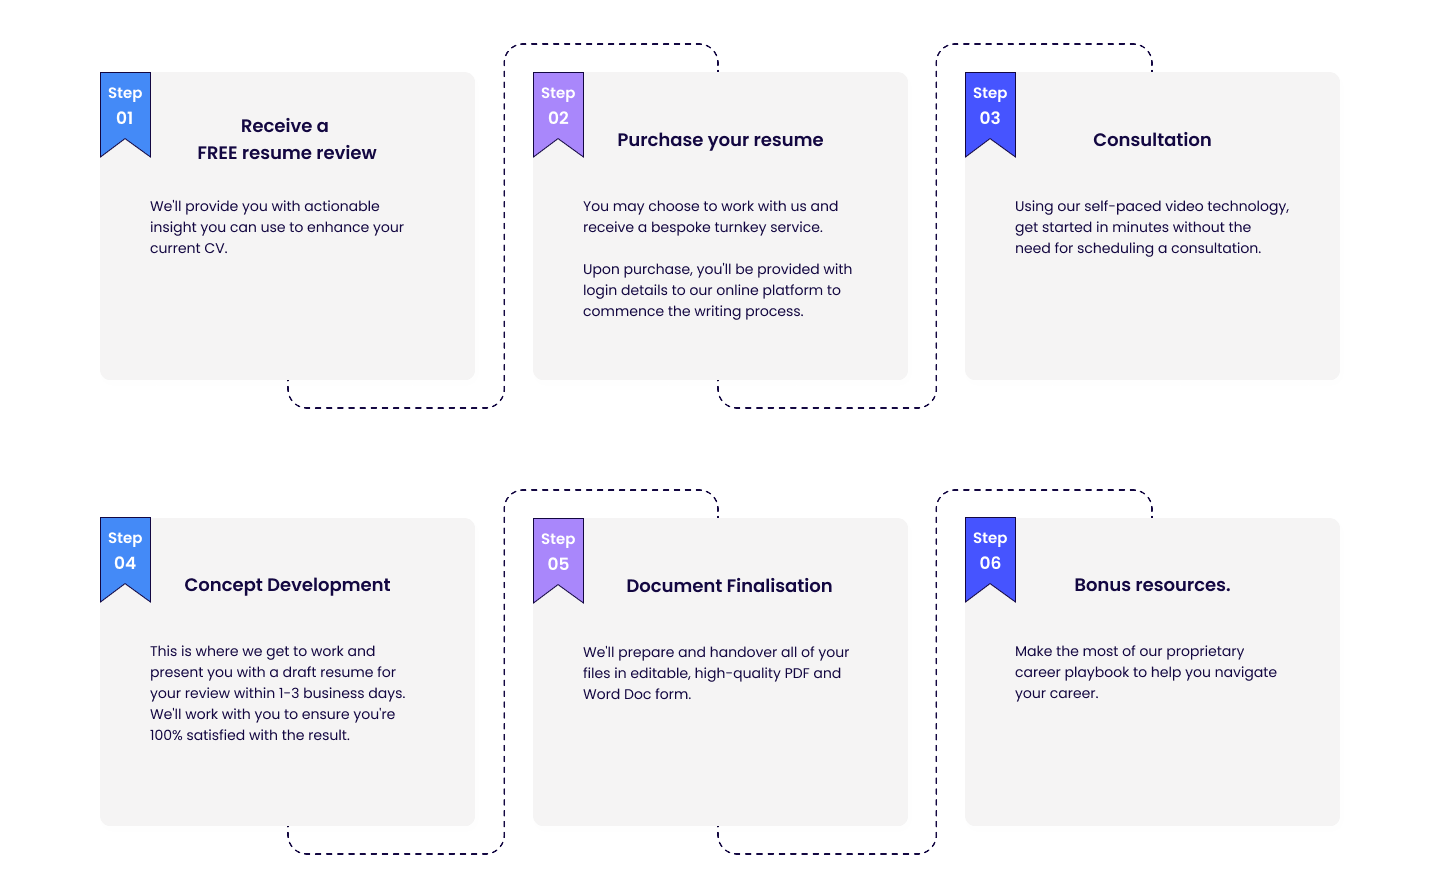 Step
01
Receive a
FREE resume review
We'll provide you with actionable
insight you can use to enhance your
current CV.
Step
02
Purchase your resume
You may choose to work with us and
receive a bespoke turnkey service.
Upon purchase, you'll be provided with
login details to our online platform to
commence the writing process.
Step
03
Consultation
Using our self-paced video technology,
get started in minutes without the
need for scheduling a consultation.
Step
04
Concept Development
This is where we get to work and
present you with a draft resume for
your review within 1-3 business days.
We'll work with you to ensure you're
100% satisfied with the result.
Step
05
Document Finalisation
We'll prepare and handover all of your
files in editable, high-quality PDF and
Word Doc form.
Step
06
Bonus resources.
Make the most of our proprietary
career playbook to help you navigate
your career.